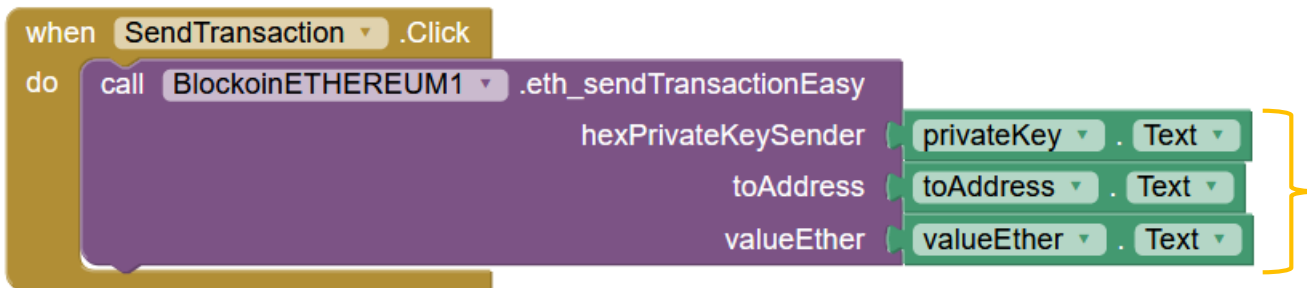 when SendTransaction .Click
do call BlockoinETHEREUM1 .eth_sendTransactionEasy
hexPrivateKeySender privateKey . Text
toAddress toAddress . Text
valueEther valueEther . Text